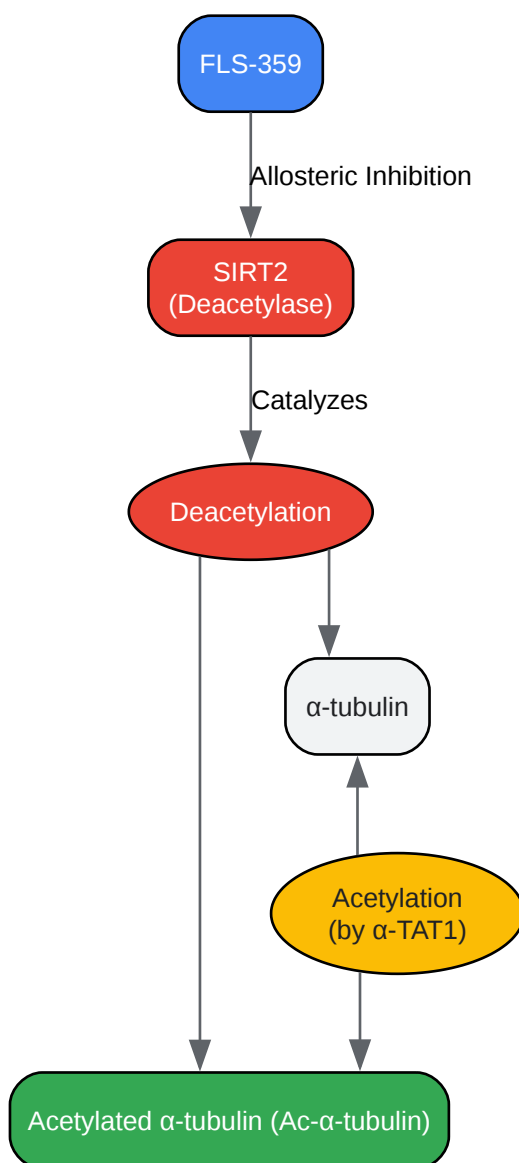 FLS-359
Allosteric Inhibition
SIRT2
(Deacetylase)
Catalyzes
Deacetylation
α-tubulin
Acetylation
(by α-TAT1)
Acetylated α-tubulin (Ac-α-tubulin)